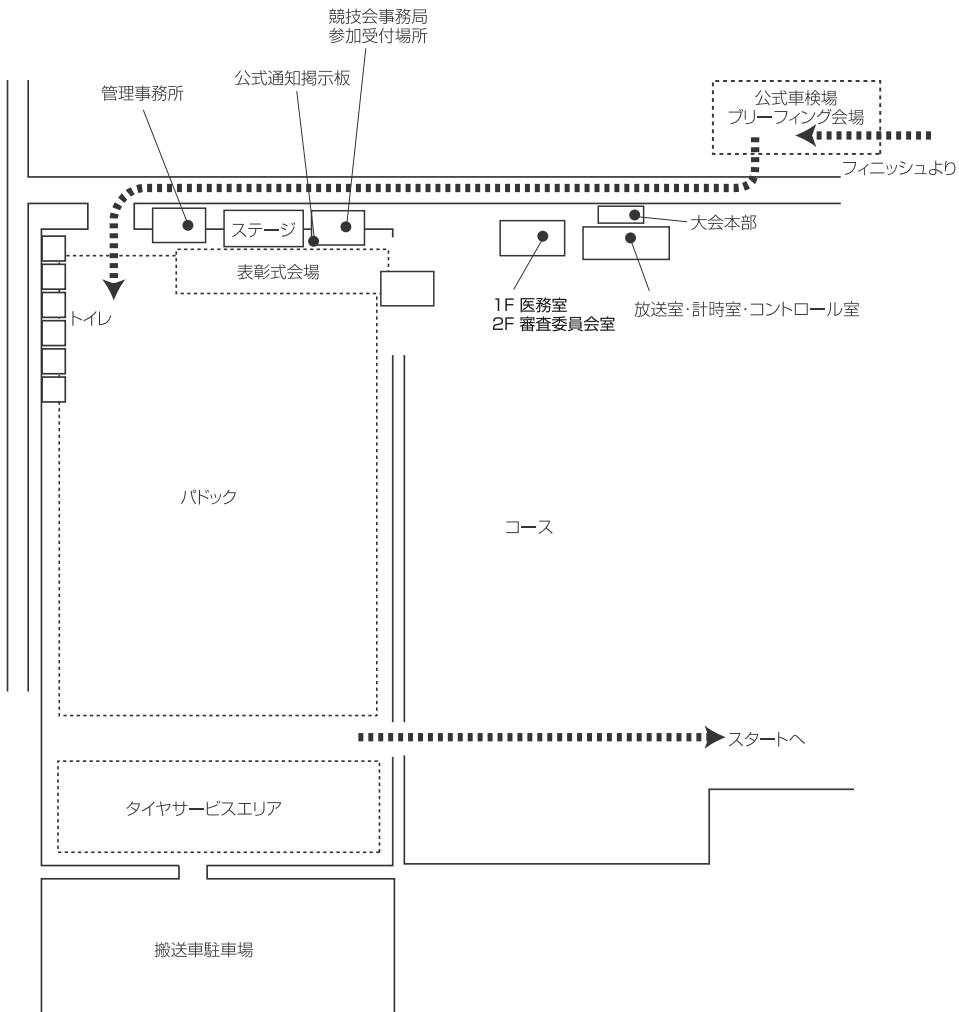 競技会事務局
参加受付場所
公式通知掲示板
管理事務所
公式車検場
ブリーフィング会場
フィニッシュより
ステージ
大会本部
表彰式会場
1F 医務室
2F 審査委員会室
放送室・計時室・コントロール室
トイレ
パドック
コース
スタートへ
タイヤサービスエリア
搬送車駐車場